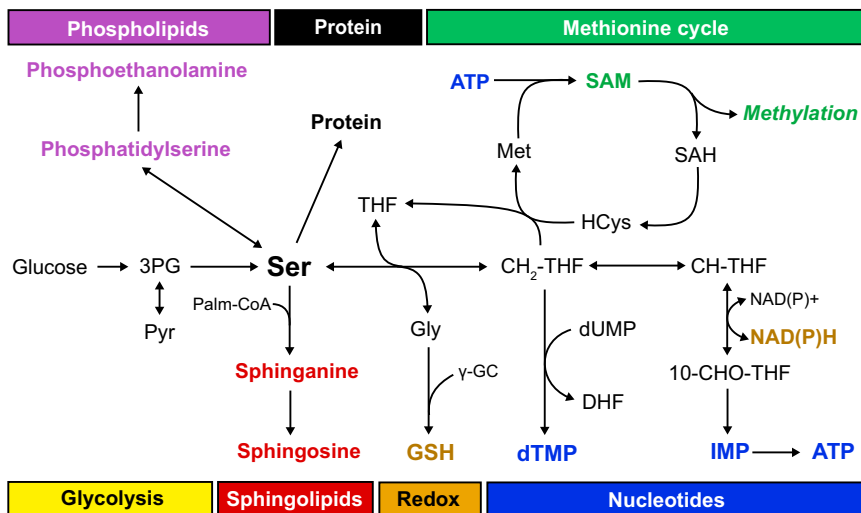 Phospholipids
Protein
Methionine cycle
Phosphoethanolamine
ATP
SAM
Protein
Methylation
Phosphatidylserine
Met
SAH
THF
HCys
Glucose
3PG
Ser
CH₂-THF
CH-THF
Palm-CoA
NAD(P)+
Pyr
Gly
dUMP
NAD(P)H
Sphinganine
γ-GC
10-CHO-THF
DHF
Sphingosine
GSH
dTMP
IMP
ATP
Glycolysis
Sphingolipids
Redox
Nucleotides